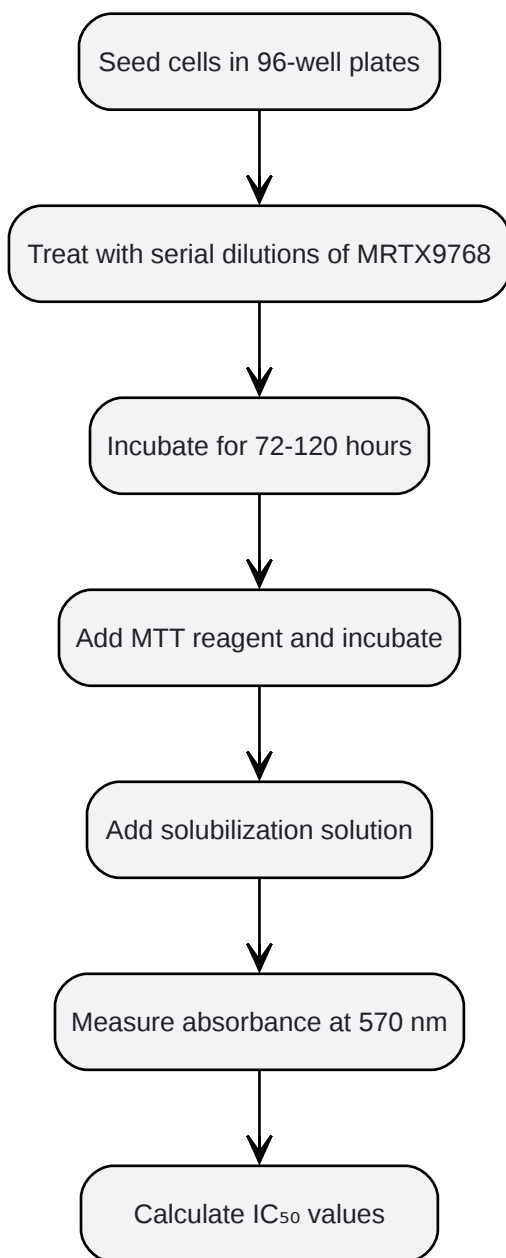 Seed cells in 96-well plates
Treat with serial dilutions of MRTX9768
Incubate for 72-120 hours
Add MTT reagent and incubate
Add solubilization solution
Measure absorbance at 570 nm
Calculate IC₅₀ values